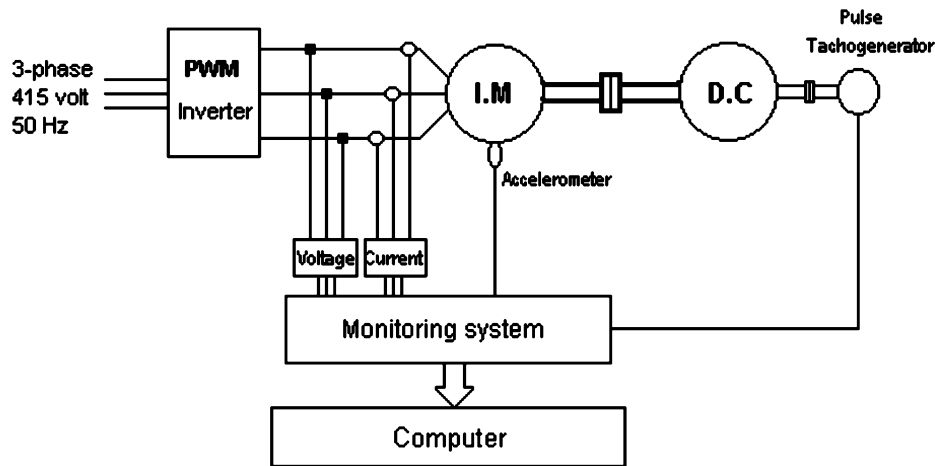 Pulse
Tachogenerator
3-phase
415 volt
50 Hz
PWM
Inverter
I.M
D.C
Accelerometer
Voltage
Current
Monitoring system
Computer